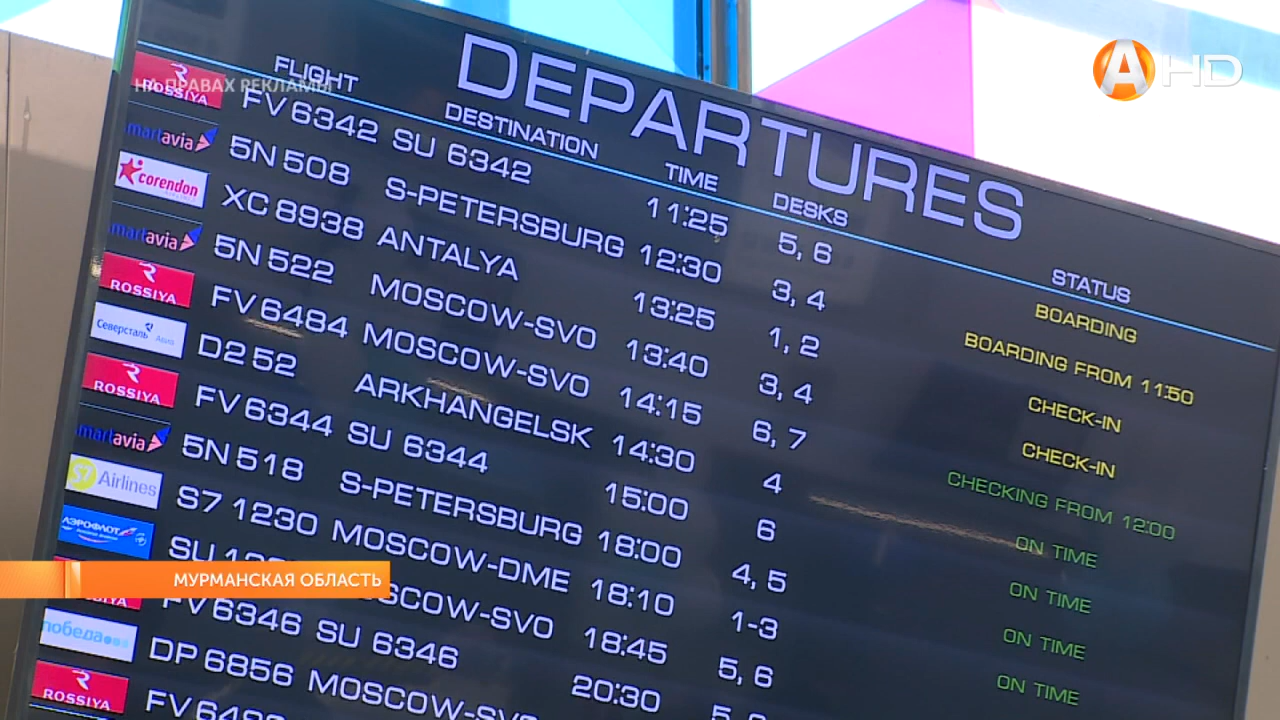 А HD
НА ПРАВАХ РЕКЛАМЫ
DEPARTURES
FLIGHT DESTINATION TIME DESKS STATUS
ROSSIYA FV 6342 SU 6342 11:25 5, 6 BOARDING
martavia 5N 508 S-PETERSBURG 12:30 3, 4 BOARDING FROM 11:50
corendon XC 8938 ANTALYA 13:25 1, 2 CHECK-IN
martavia 5N 522 MOSCOW-SVO 13:40 3, 4 CHECK-IN
ROSSIYA FV 6484 MOSCOW-SVO 14:15 6, 7 CHECKING FROM 12:00
Северсталь Авиа D2 52 ARKHANGELSK 14:30 4 ON TIME
ROSSIYA FV 6344 SU 6344 15:00 6 ON TIME
martavia 5N 518 S-PETERSBURG 18:00 4, 5 ON TIME
S7 Airlines S7 1230 MOSCOW-DME 18:10 1-3 ON TIME
АЭРОФЛОТ SU SCOW-SVO 18:45 5, 6
FV 6346 SU 6346 20:30
победа DP 6856 MOSCOW-SVO
ROSSIYA FV
МУРМАНСКАЯ ОБЛАСТЬ